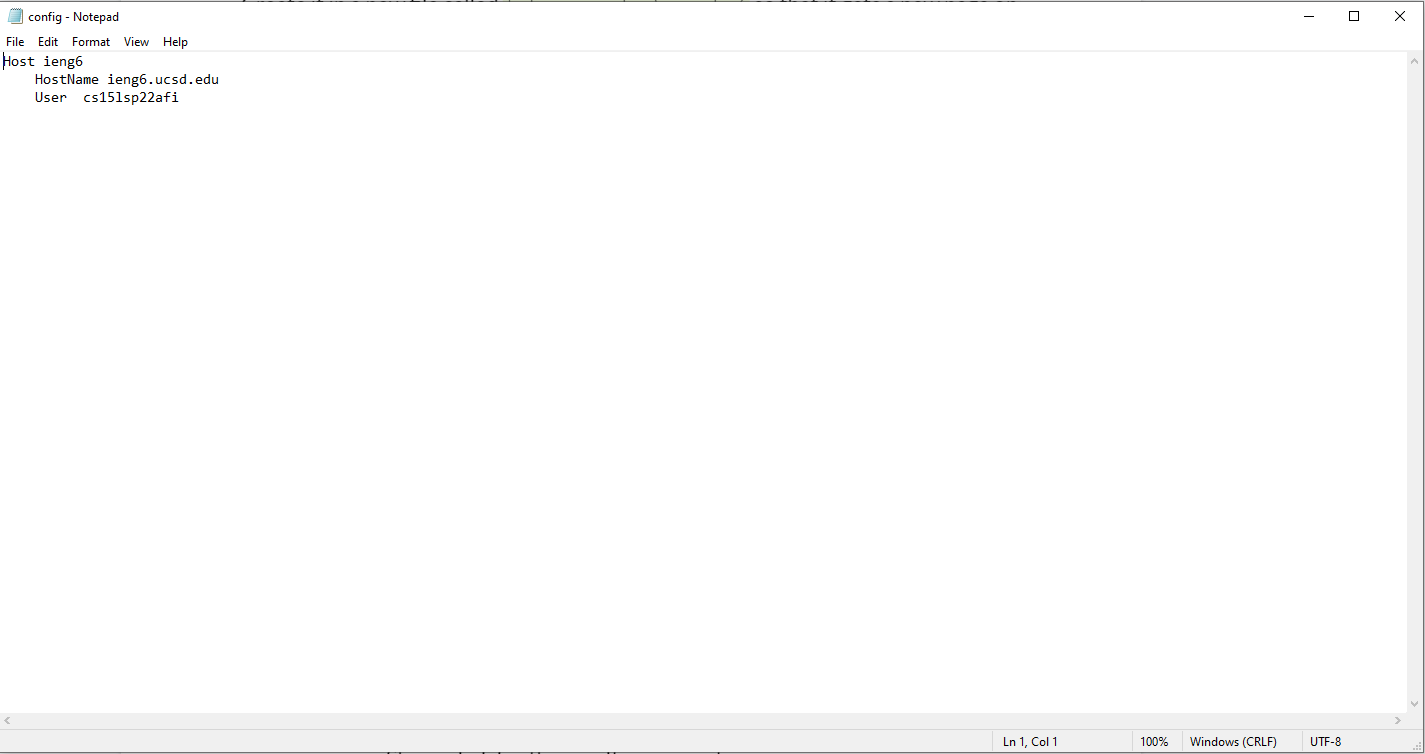 config - Notepad
File Edit Format View Help
Host ieng6
    HostName ieng6.ucsd.edu
    User  cs15lsp22afi
Ln 1, Col 1 100% Windows (CRLF) UTF-8